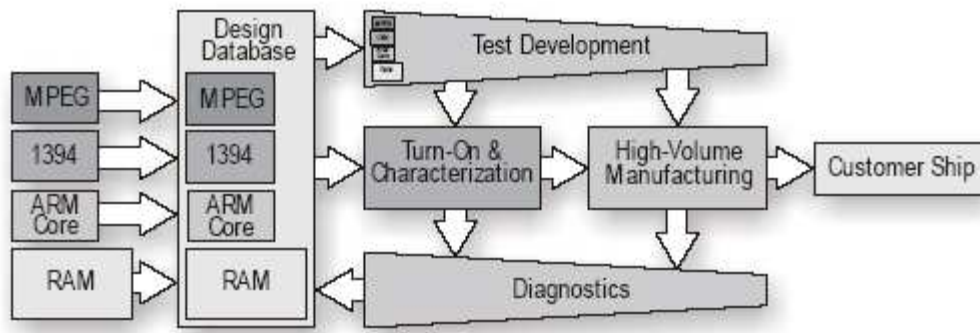 Design
Database
Test Development
MPEG
MPEG
1394
1394
Turn-On &
Characterization
High-Volume
Manufacturing
Customer Ship
ARM
Core
ARM
Core
RAM
RAM
Diagnostics